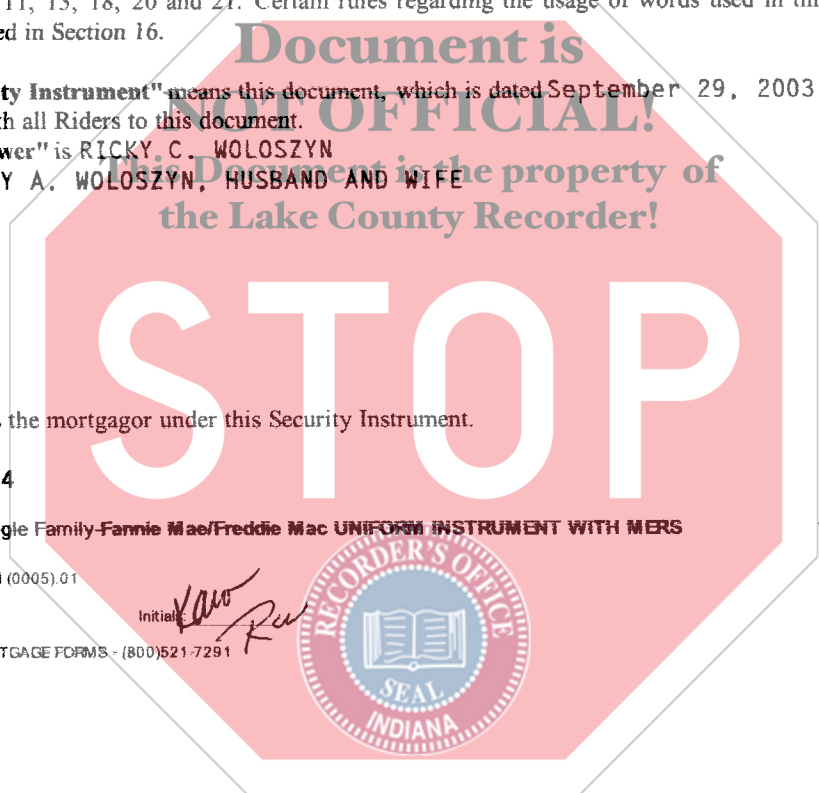 11, 13, 18, 20 and 21. Certain rules regarding the usage of words used in
ed in Section 16.
Document is
ty Instrument" means this document, which is dated September 29, 2003
NOT OFFICIAL!
h all Riders to this document.
wer" is RICKY C. WOLOSZYN
This Document is the property of
Y A. WOLOSZYN, HUSBAND AND WIFE
the Lake County Recorder!
STOP
the mortgagor under this Security Instrument.
4
gle Family-Fannie Mae/Freddie Mac UNIFORM INSTRUMENT WITH MERS
(0005).01
Initials:
TGAGE FORMS - (800)521-7291
RECORDER'S OFFICE
SEAL
INDIANA